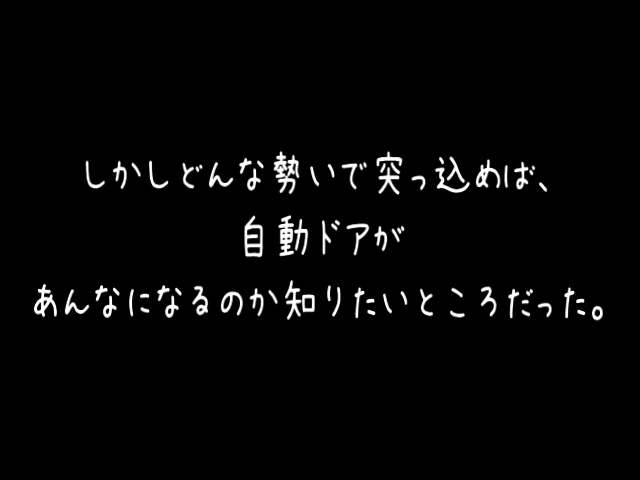 しかしどんな勢いで突っ込めば、
自動ドアが
あんなになるのか知りたいところだった。